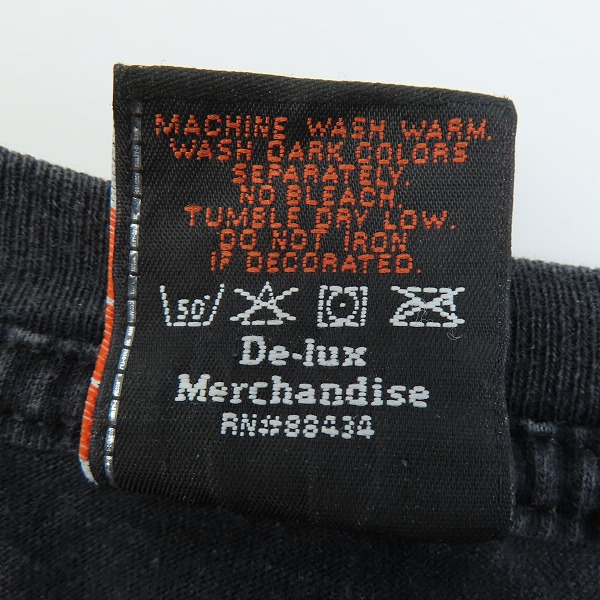 MACHINE WASH WARM.
WASH DARK COLORS
SEPARATELY.
NO BLEACH.
TUMBLE DRY LOW.
DO NOT IRON
IF DECORATED.
50°
A
De-lux
Merchandise
RN#88434